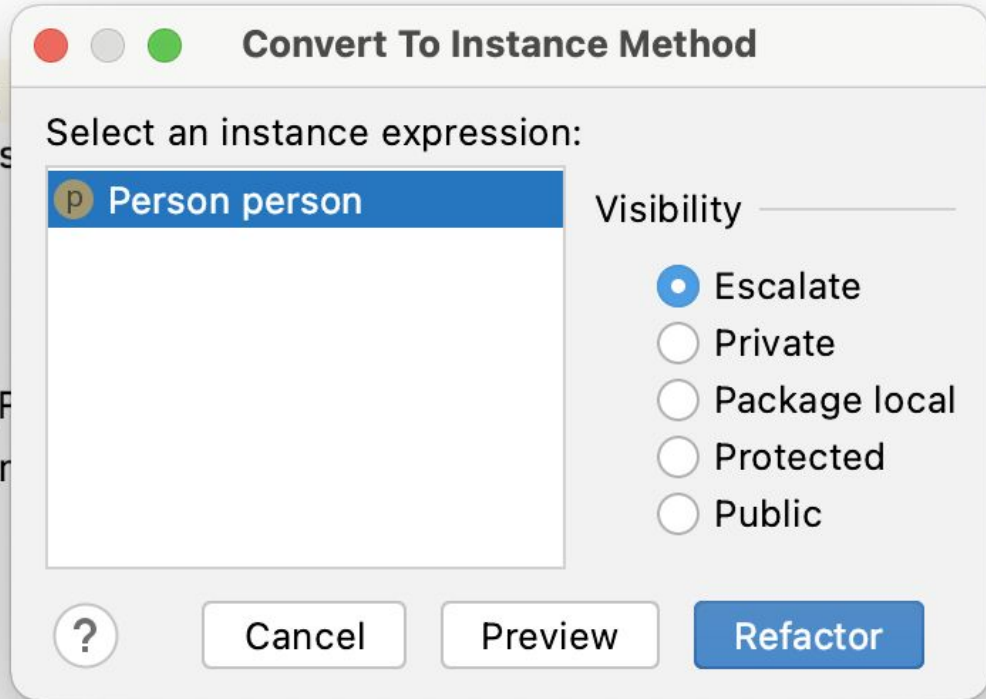 Convert To Instance Method
Select an instance expression:
p Person person
Visibility
Escalate
Private
Package local
Protected
Public
? Cancel Preview Refactor